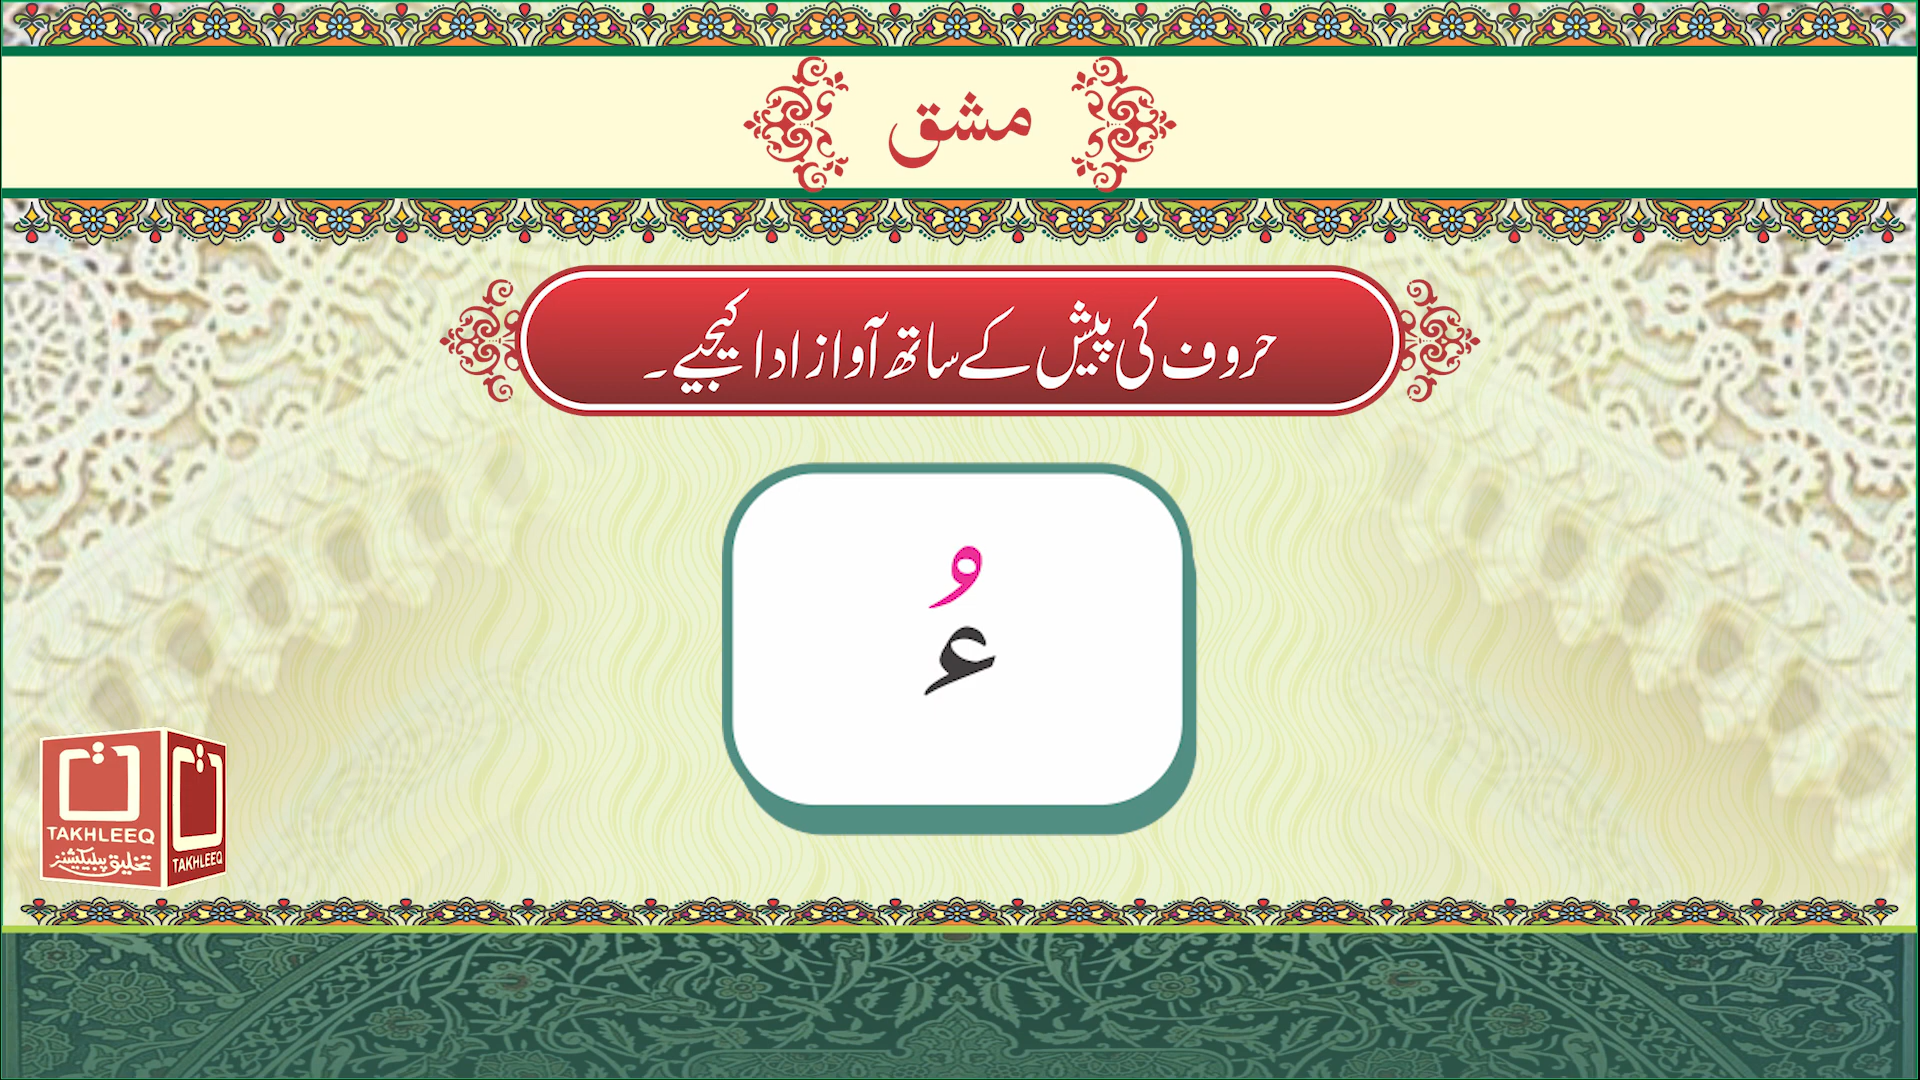 مشق
حروف کی پیش کے ساتھ آواز ادا کیجیے۔
ءُ
TAKHLEEQ
تخلیق پبلیکیشنز
TAKHLEEQ